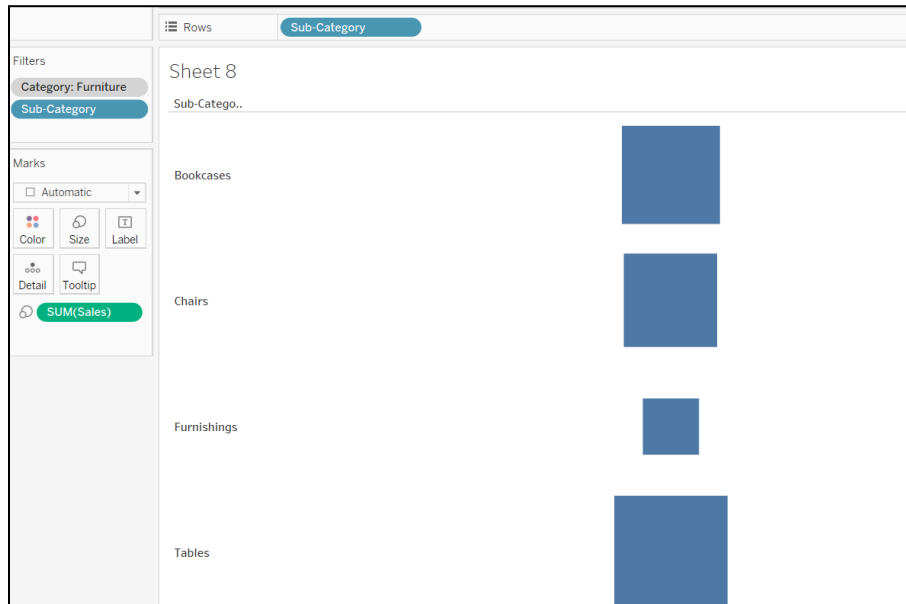 Rows
Sub-Category
Filters
Category: Furniture
Sub-Category
Marks
Automatic
Color
Size
T
Label
Detail
Tooltip
SUM(Sales)
Sheet 8
Sub-Catego..
Bookcases
Chairs
Furnishings
Tables